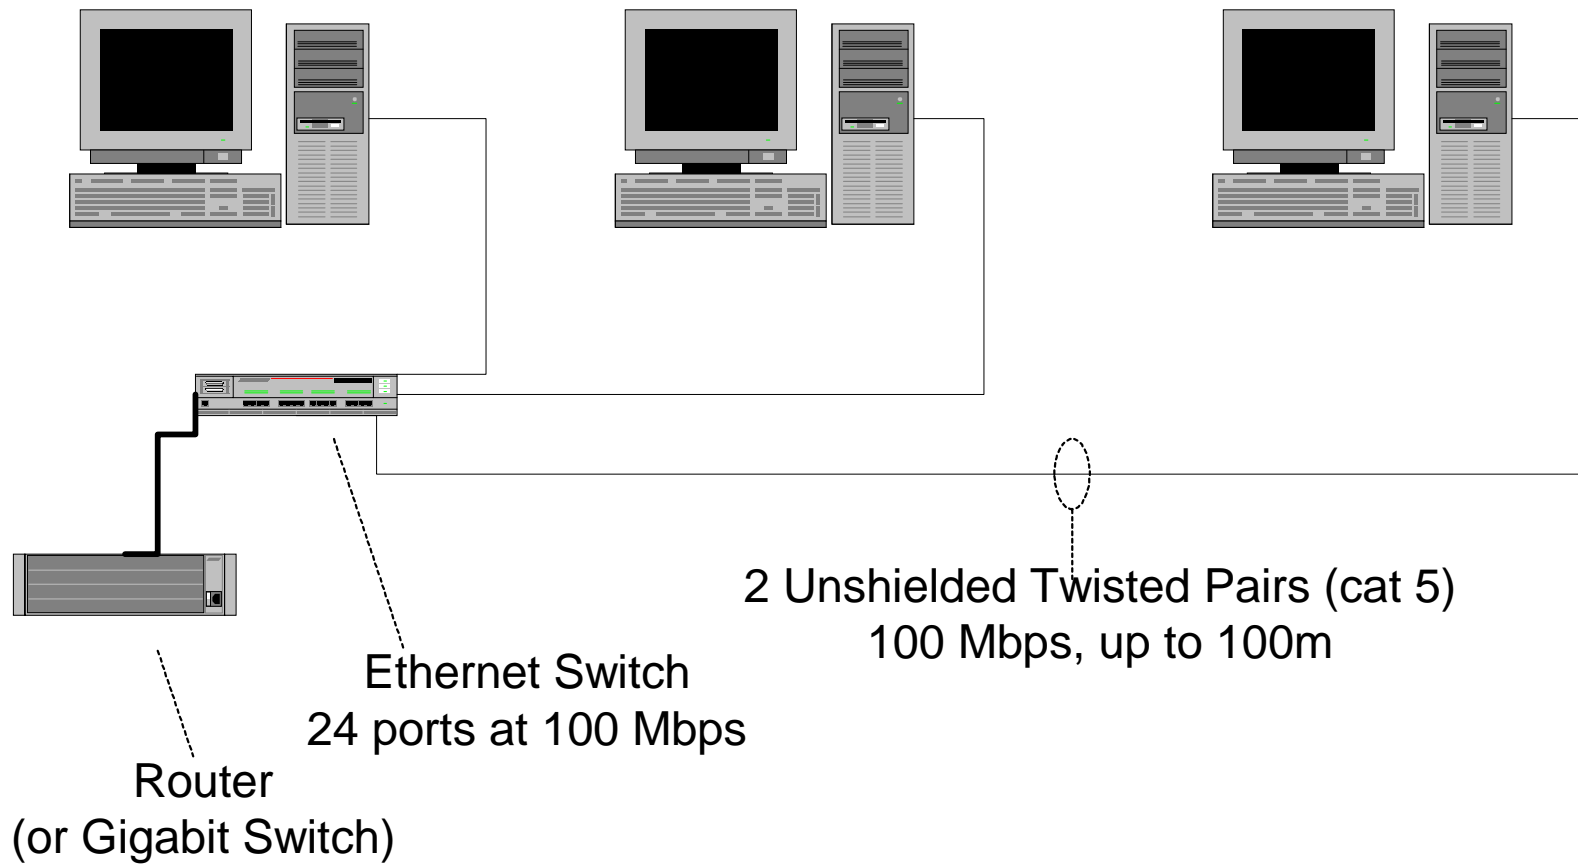 2 Unshielded Twisted Pairs (cat 5)
100 Mbps, up to 100m
Ethernet Switch
24 ports at 100 Mbps
Router
(or Gigabit Switch)